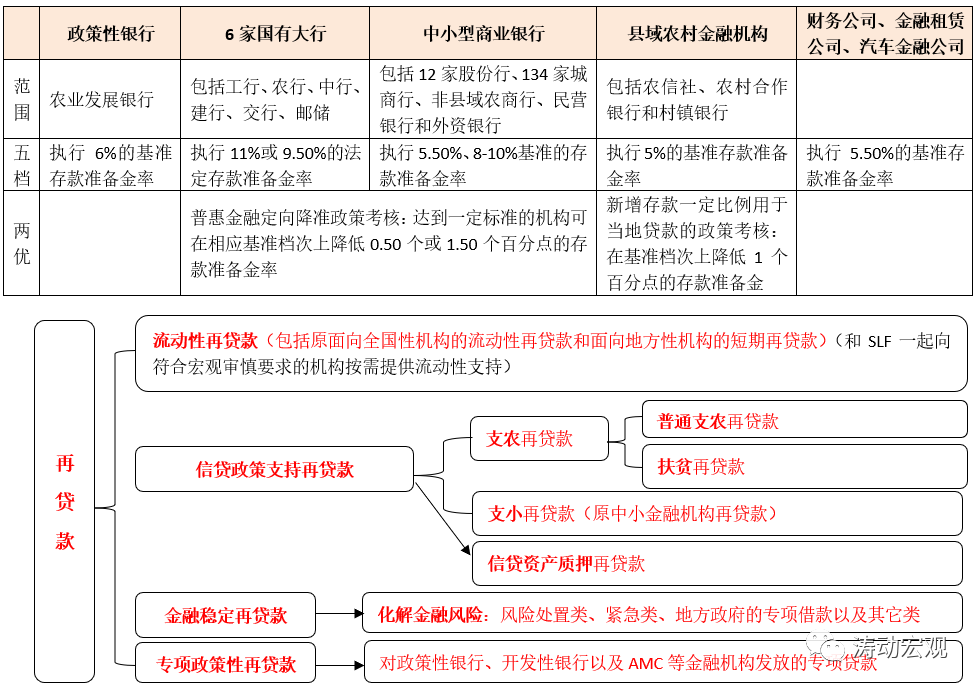 政策性银行
6 家国有大行
中小型商业银行
县域农村金融机构
财务公司、金融租赁
公司、汽车金融公司
范
围
农业发展银行
包括工行、农行、中行、
建行、交行、邮储
包括 12 家股份行、134 家城
商行、非县域农商行、民营
银行和外资银行
包括农信社、农村合作
银行和村镇银行
五
档
执行 6%的基准
存款准备金率
执行 11%或 9.50%的法
定存款准备金率
执行 5.50%、8-10%基准的存
款准备金率
执行 5%的基准存款准备
金率
执行 5.50%的基准存
款准备金率
两
优
普惠金融定向降准政策考核：达到一定标准的机构可
在相应基准档次上降低 0.50 个或 1.50 个百分点的存
款准备金率
新增存款一定比例用于
当地贷款的政策考核：
在基准档次上降低 1 个
百分点的存款准备金
再
贷
款
流动性再贷款（包括原面向全国性机构的流动性再贷款和面向地方性机构的短期再贷款）（和 SLF 一起向
符合宏观审慎要求的机构按需提供流动性支持）
信贷政策支持再贷款
支农再贷款
普通支农再贷款
扶贫再贷款
支小再贷款（原中小金融机构再贷款）
信贷资产质押再贷款
金融稳定再贷款
化解金融风险：风险处置类、紧急类、地方政府的专项借款以及其它类
专项政策性再贷款
对政策性银行、开发性银行以及 AMC 等金融机构发放的专项贷款
涛动宏观